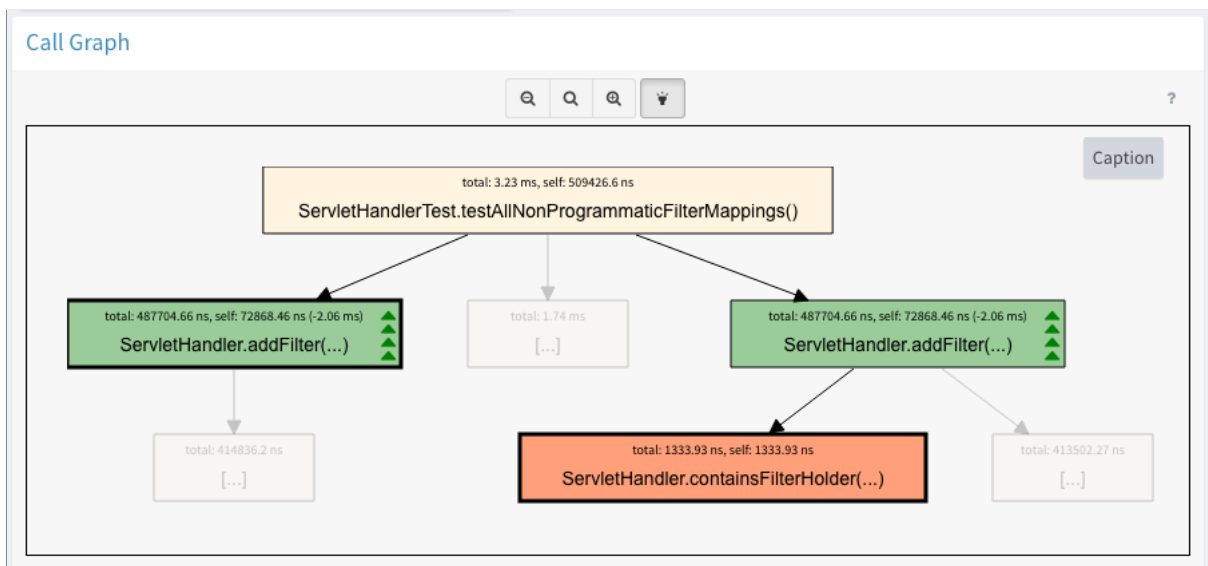 Call Graph
?
Caption
total: 3.23 ms, self: 509426.6 ns
ServletHandlerTest.testAllNonProgrammaticFilterMappings()
total: 487704.66 ns, self: 72868.46 ns (-2.06 ms)
ServletHandler.addFilter(...)
total: 1.74 ms
[...]
total: 487704.66 ns, self: 72868.46 ns (-2.06 ms)
ServletHandler.addFilter(...)
total: 414836.2 ns
[...]
total: 1333.93 ns, self: 1333.93 ns
ServletHandler.containsFilterHolder(...)
total: 413502.27 ns
[...]